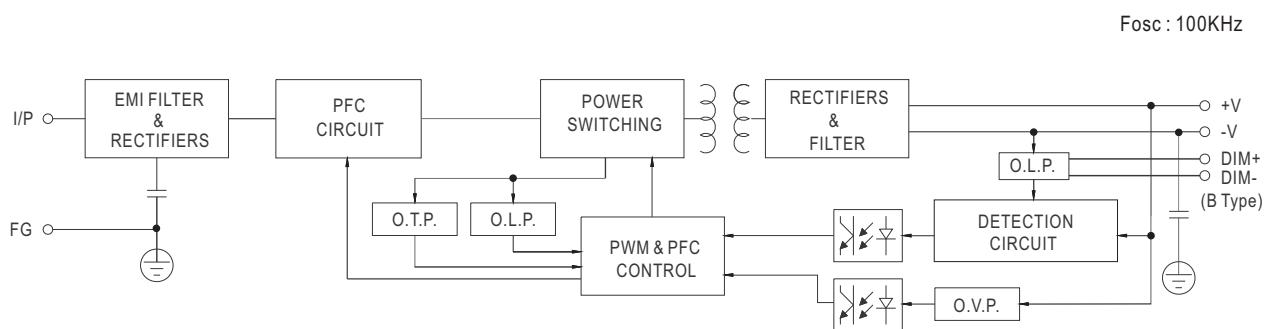 Fosc : 100KHz
I/P
EMI FILTER
&
RECTIFIERS
PFC
CIRCUIT
POWER
SWITCHING
RECTIFIERS
&
FILTER
+V
-V
DIM+
DIM-
(B Type)
O.L.P.
O.T.P.
O.L.P.
FG
PWM & PFC
CONTROL
DETECTION
CIRCUIT
O.V.P.